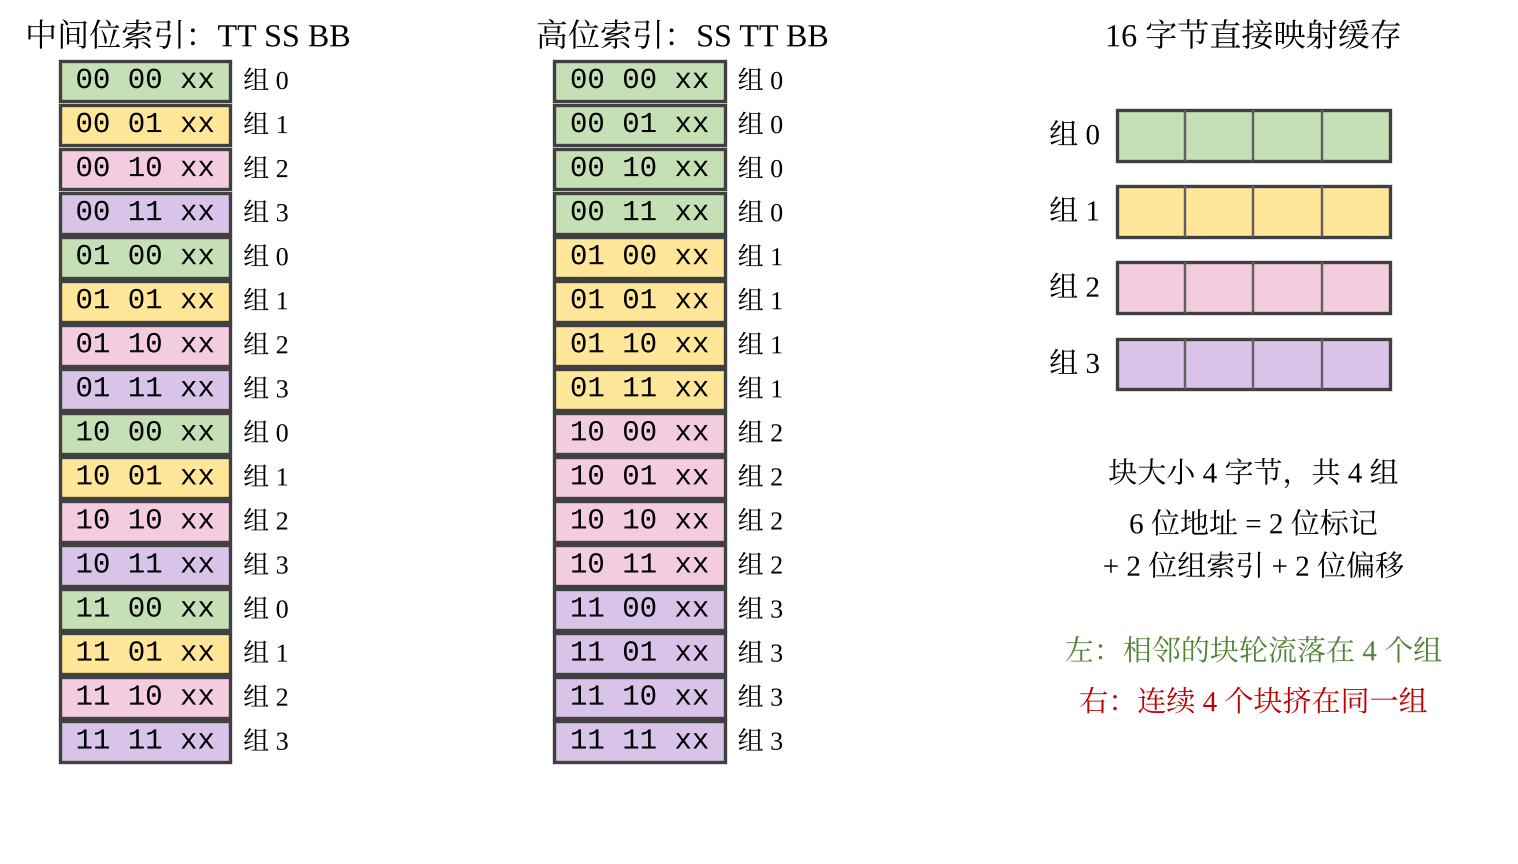 中间位索引：TT SS BB
00 00 xx 组 0
00 01 xx 组 1
00 10 xx 组 2
00 11 xx 组 3
01 00 xx 组 0
01 01 xx 组 1
01 10 xx 组 2
01 11 xx 组 3
10 00 xx 组 0
10 01 xx 组 1
10 10 xx 组 2
10 11 xx 组 3
11 00 xx 组 0
11 01 xx 组 1
11 10 xx 组 2
11 11 xx 组 3
高位索引：SS TT BB
00 00 xx 组 0
00 01 xx 组 0
00 10 xx 组 0
00 11 xx 组 0
01 00 xx 组 1
01 01 xx 组 1
01 10 xx 组 1
01 11 xx 组 1
10 00 xx 组 2
10 01 xx 组 2
10 10 xx 组 2
10 11 xx 组 2
11 00 xx 组 3
11 01 xx 组 3
11 10 xx 组 3
11 11 xx 组 3
16 字节直接映射缓存
组 0
组 1
组 2
组 3
块大小 4 字节，共 4 组
6 位地址 = 2 位标记
+ 2 位组索引 + 2 位偏移
左：相邻的块轮流落在 4 个组
右：连续 4 个块挤在同一组